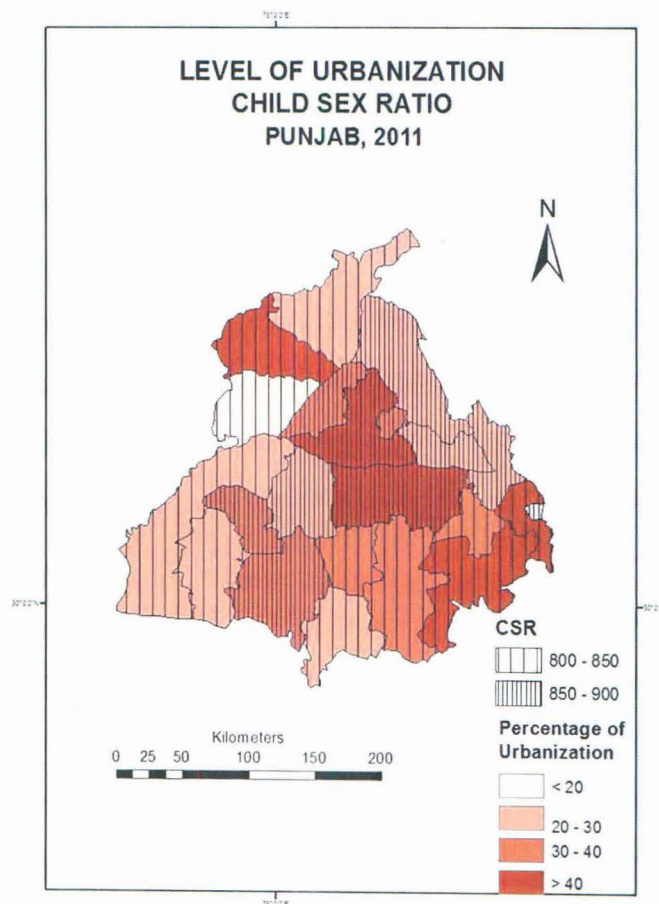 LEVEL OF URBANIZATION
CHILD SEX RATIO
PUNJAB, 2011
N
CSR
800 - 850
850 - 900
Kilometers
0 25 50 100 150 200
Percentage of
Urbanization
< 20
20 - 30
30 - 40
> 40